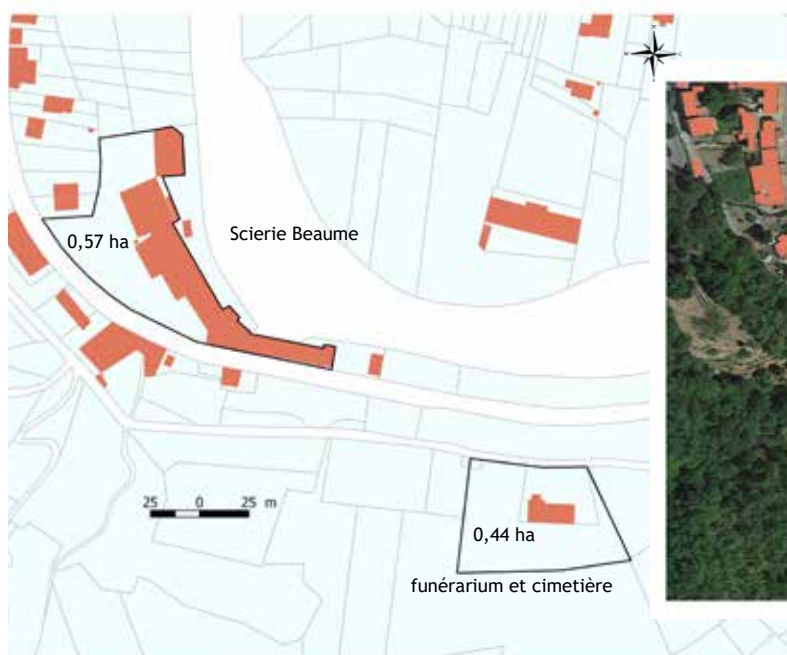 Scierie Beaume
0,57 ha
25 0 25 m
0,44 ha
funérarium et cimetière